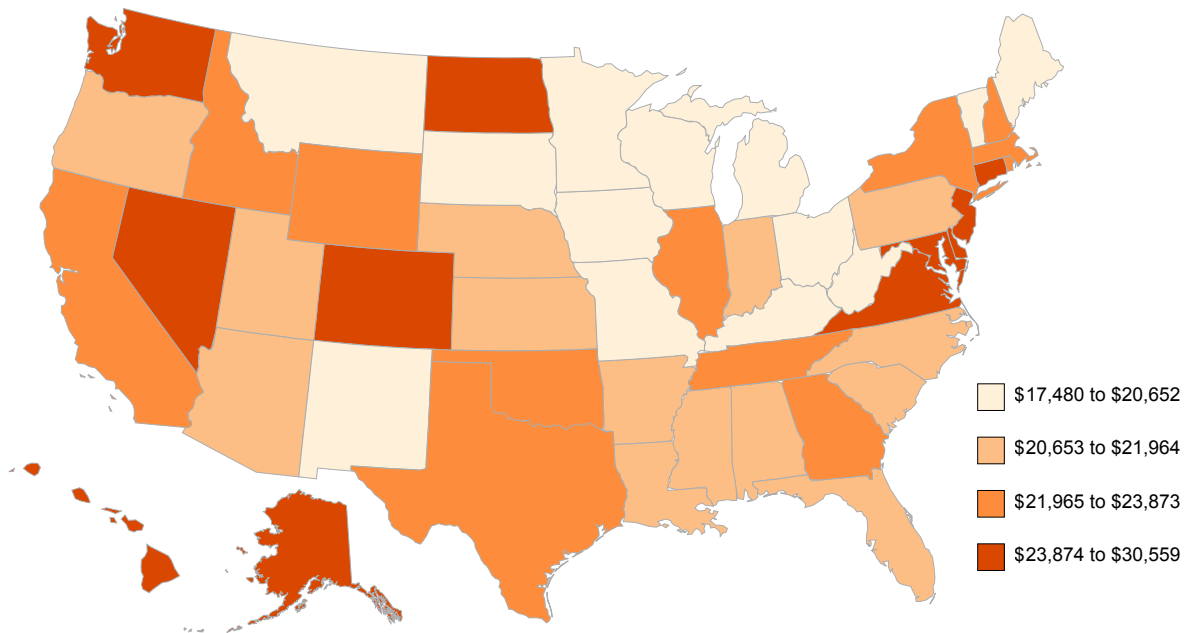 $17,480 to $20,652
$20,653 to $21,964
$21,965 to $23,873
$23,874 to $30,559